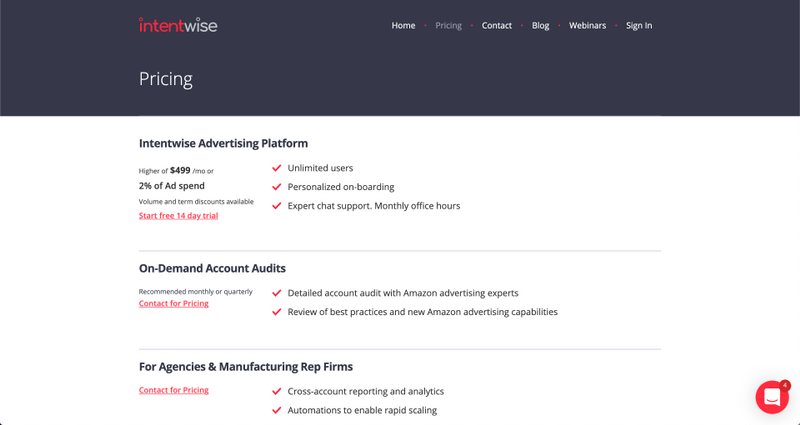 intentwise
Home • Pricing • Contact • Blog • Webinars • Sign In
Pricing
Intentwise Advertising Platform
Higher of $499 /mo or
2% of Ad spend
Volume and term discounts available
Start free 14 day trial
Unlimited users
Personalized on-boarding
Expert chat support. Monthly office hours
On-Demand Account Audits
Recommended monthly or quarterly
Contact for Pricing
Detailed account audit with Amazon advertising experts
Review of best practices and new Amazon advertising capabilities
For Agencies & Manufacturing Rep Firms
Contact for Pricing
Cross-account reporting and analytics
Automations to enable rapid scaling
4